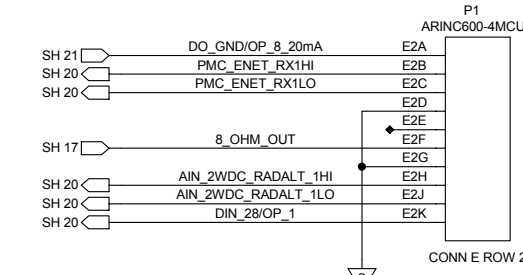 P1
ARINC600-4MCU
SH 21 DO_GND/OP_8_20mA E2A
SH 20 PMC_ENET_RX1HI E2B
SH 20 PMC_ENET_RX1LO E2C
E2D
E2E
SH 17 8_OHM_OUT E2F
E2G
SH 20 AIN_2WDC_RADALT_1HI E2H
SH 20 AIN_2WDC_RADALT_1LO E2J
SH 20 DIN_28/OP_1 E2K
CONN E ROW 2